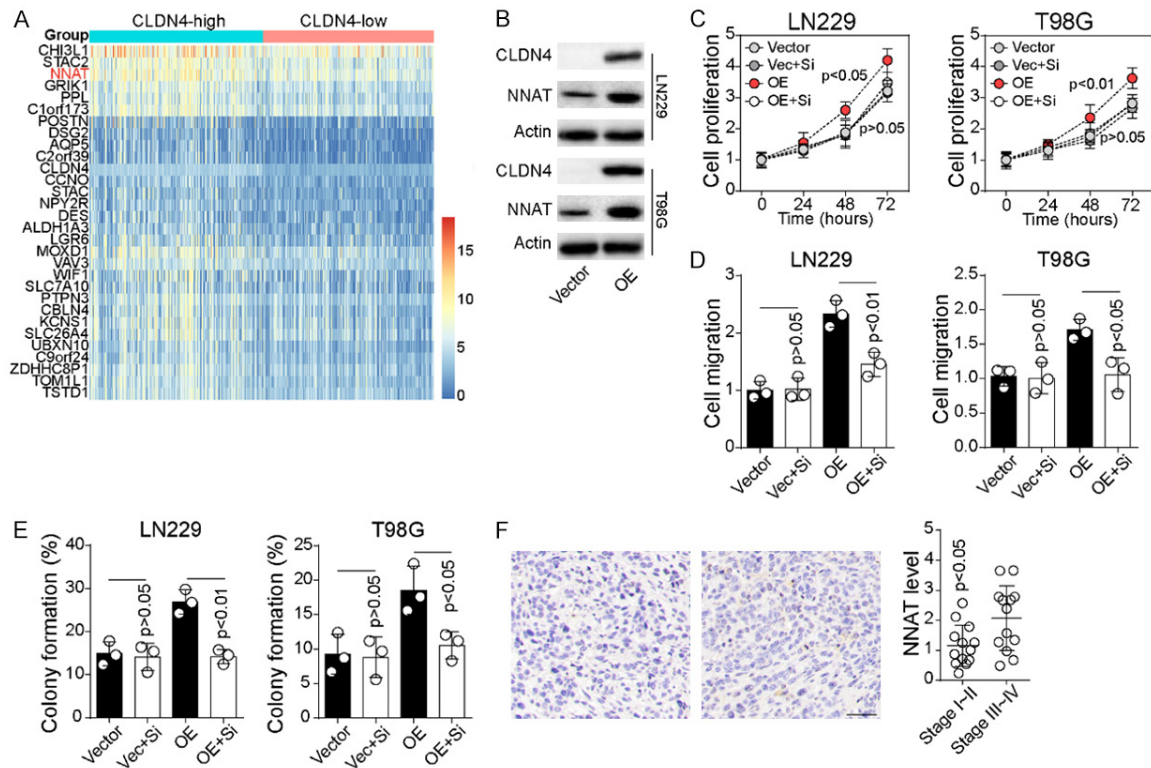 A
CLDN4-high CLDN4-low
Group
CHI3L1
STAC2
NNAT
GRIK1
PPL
C1orf173
POSTN
DSG2
AQP5
C2orf39
CLDN4
CCNO
STAC
NPY2R
DES
ALDH1A3
LGR6
MOXD1
VAV3
WIF1
SLC7A10
PTPN3
CBLN4
KCNS1
SLC26A4
UBXN10
C9orf24
ZDHHC8P1
TOM1L1
TSTD1
15
10
5
0
B
CLDN4
NNAT
Actin
LN229
CLDN4
NNAT
Actin
T98G
Vector OE
C
LN229
Cell proliferation
5
4
3
2
1
0
Vector
Vec+Si
OE
OE+Si
p<0.05
p>0.05
0 24 48 72
Time (hours)
T98G
Cell proliferation
5
4
3
2
1
0
Vector
Vec+Si
OE
OE+Si
p<0.01
p>0.05
0 24 48 72
Time (hours)
D
LN229
Cell migration
3
2
1
0
p>0.05
p<0.01
Vector Vec+Si OE OE+Si
T98G
Cell migration
2.5
2.0
1.5
1.0
0.5
0.0
p>0.05
p<0.05
Vector Vec+Si OE OE+Si
E
LN229
Colony formation (%)
40
30
20
10
0
p>0.05
p<0.01
Vector Vec+Si OE OE+Si
T98G
Colony formation (%)
25
20
15
10
5
0
p>0.05
p<0.01
Vector Vec+Si OE OE+Si
F
NNAT level
5
4
3
2
1
0
p<0.05
Stage I-II
Stage III-IV